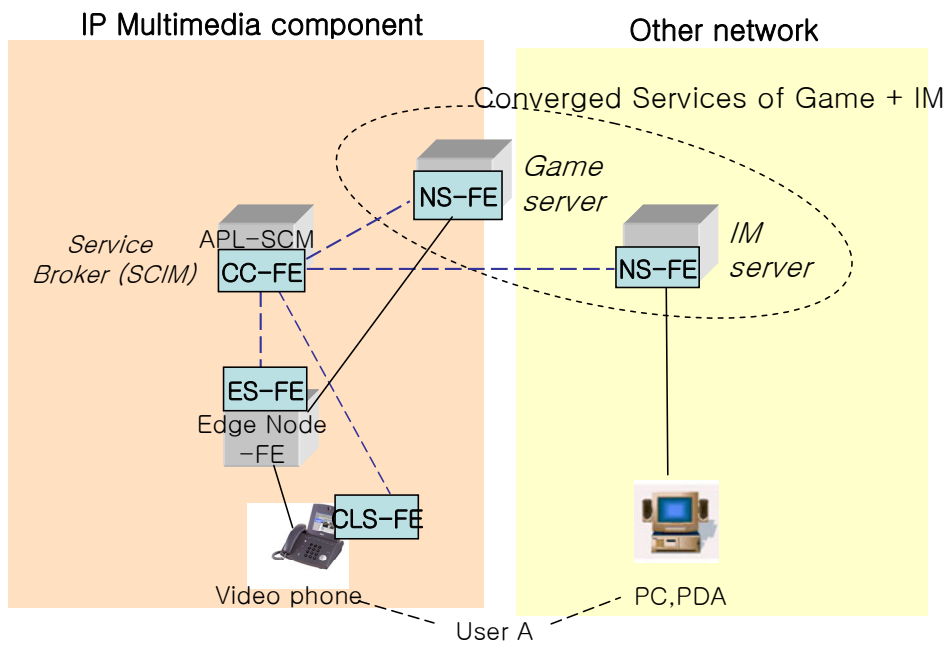 IP Multimedia component
Other network
Converged Services of Game + IM
Game
server
NS-FE
APL-SCM
CC-FE
Service
Broker (SCIM)
IM
server
NS-FE
ES-FE
Edge Node
-FE
CLS-FE
Video phone
PC,PDA
User A